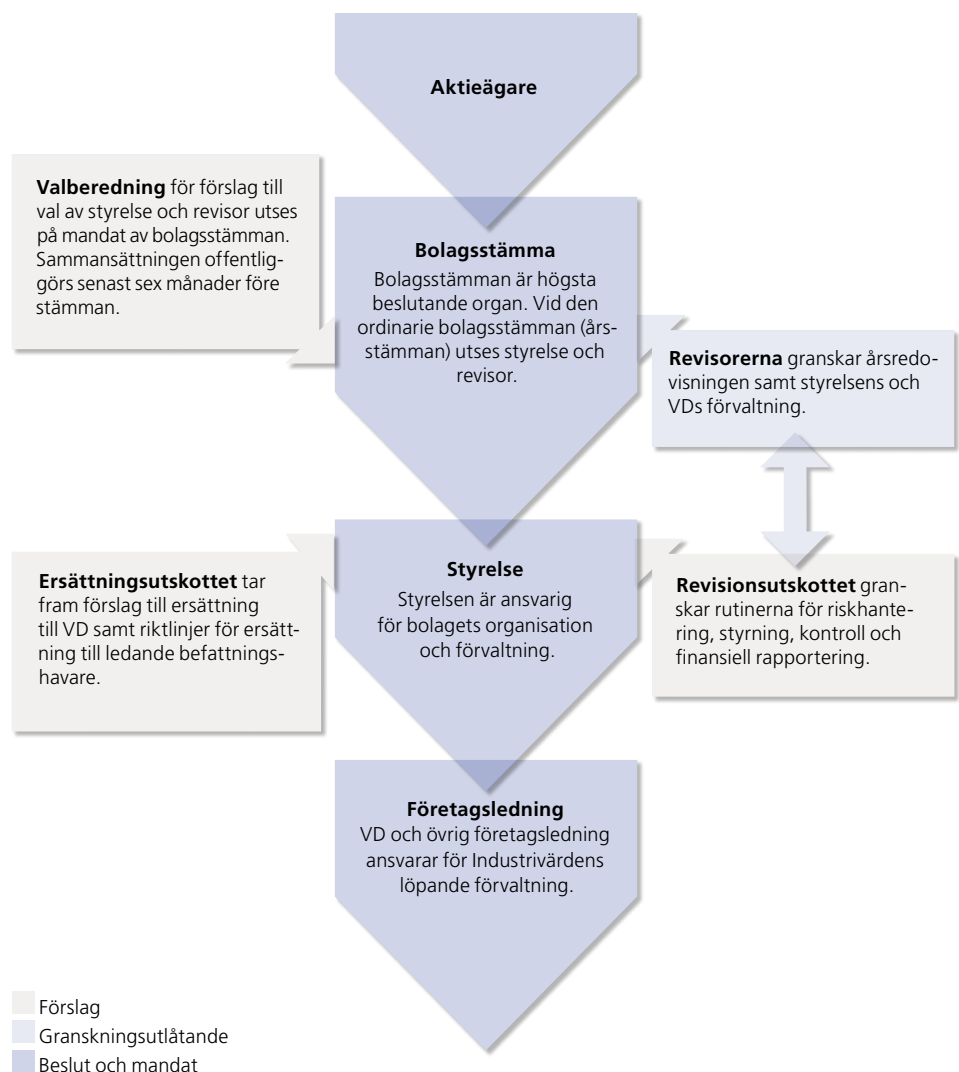 Aktieägare
Valberedning för förslag till
val av styrelse och revisor utses
på mandat av bolagsstämman.
Sammansättningen offentlig-
görs senast sex månader före
stämman.
Bolagsstämma
Bolagsstämman är högsta
beslutande organ. Vid den
ordinarie bolagsstämman (års-
stämman) utses styrelse och
revisor.
Revisorerna granskar årsredo-
visningen samt styrelsens och
VDs förvaltning.
Ersättningsutskottet tar
fram förslag till ersättning
till VD samt riktlinjer för ersätt-
ning till ledande befattnings-
havare.
Styrelse
Styrelsen är ansvarig
för bolagets organisation
och förvaltning.
Revisionsutskottet gran-
skar rutinerna för riskhante-
ring, styrning, kontroll och
finansiell rapportering.
Företagsledning
VD och övrig företagsledning
ansvarar för Industrivärdens
löpande förvaltning.
Förslag
Granskningsutlåtande
Beslut och mandat